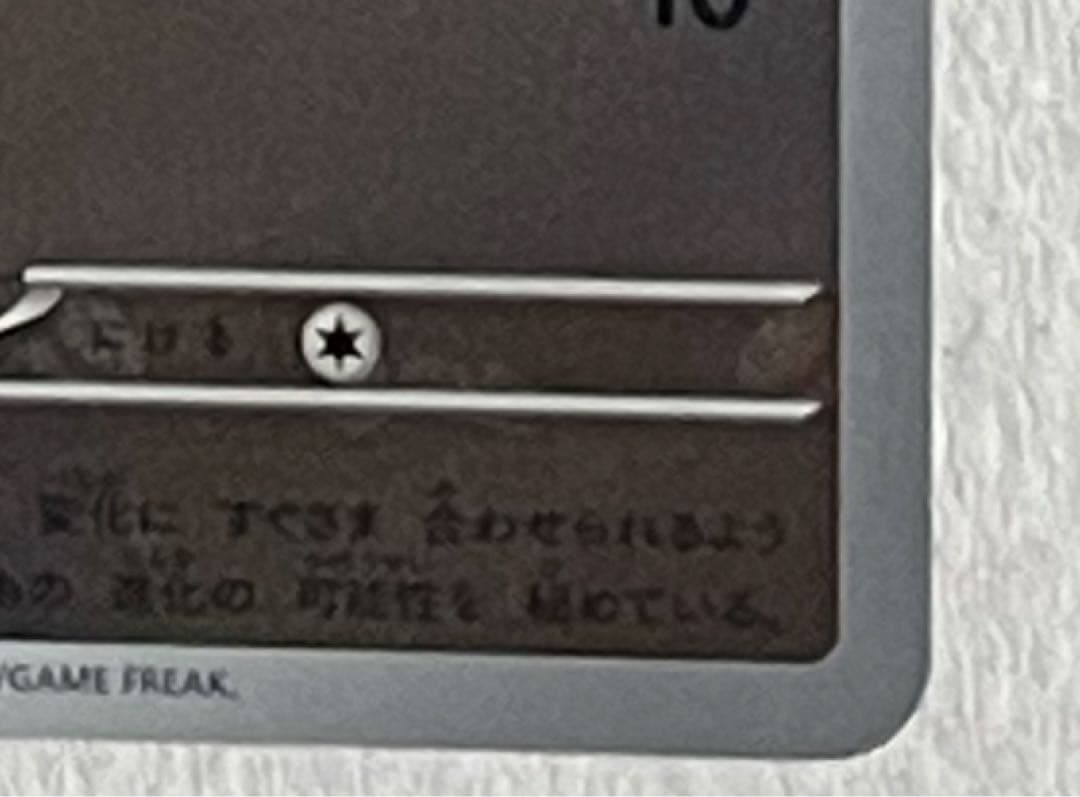 10
にげる
変化に すぐさま 合わせられるよう
の 進化の 可能性を 秘めている。
/GAME FREAK.